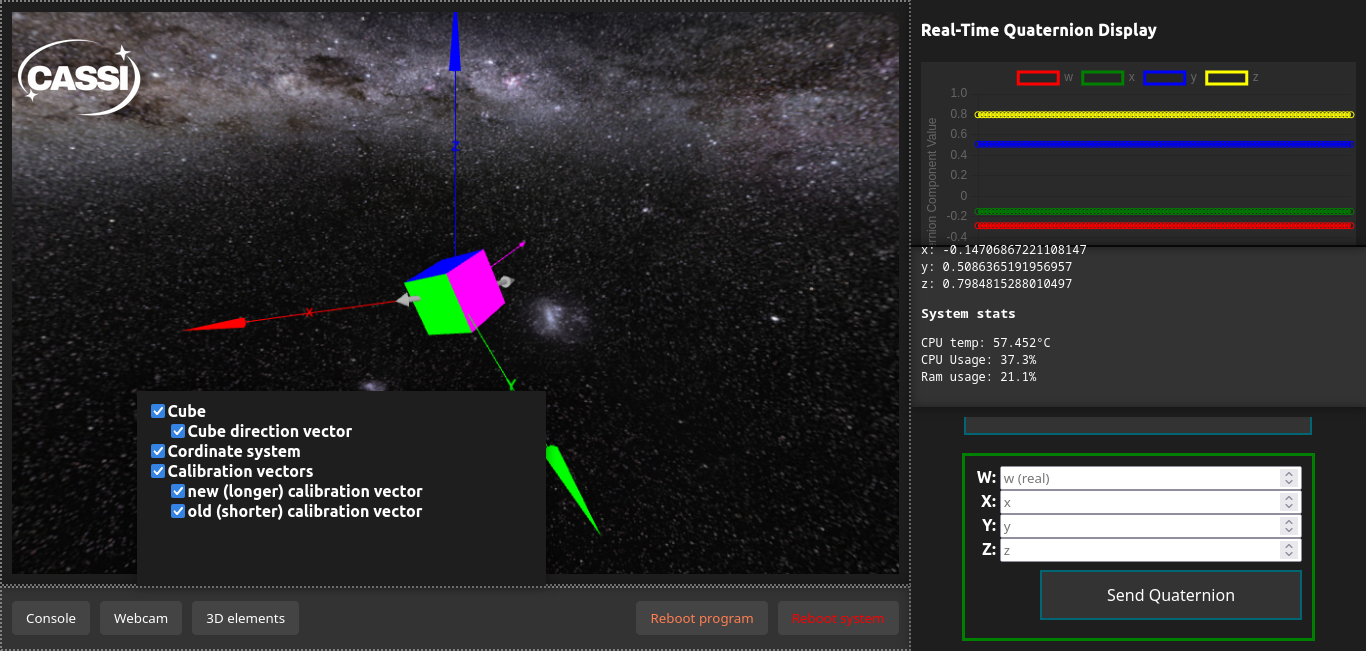 CASSI
Z
X
Y
Cube
Cube direction vector
Cordinate system
Calibration vectors
new (longer) calibration vector
old (shorter) calibration vector
Console
Webcam
3D elements
Reboot program
Reboot system
Real-Time Quaternion Display
w x y z
1.0
0.8
0.6
0.4
0.2
0
-0.2
-0.4
rnion Component Value
x: -0.14706867221108147
y: 0.5086365191956957
z: 0.7984815288010497
System stats
CPU temp: 57.452°C
CPU Usage: 37.3%
Ram usage: 21.1%
W: w (real)
X: x
Y: y
Z: z
Send Quaternion